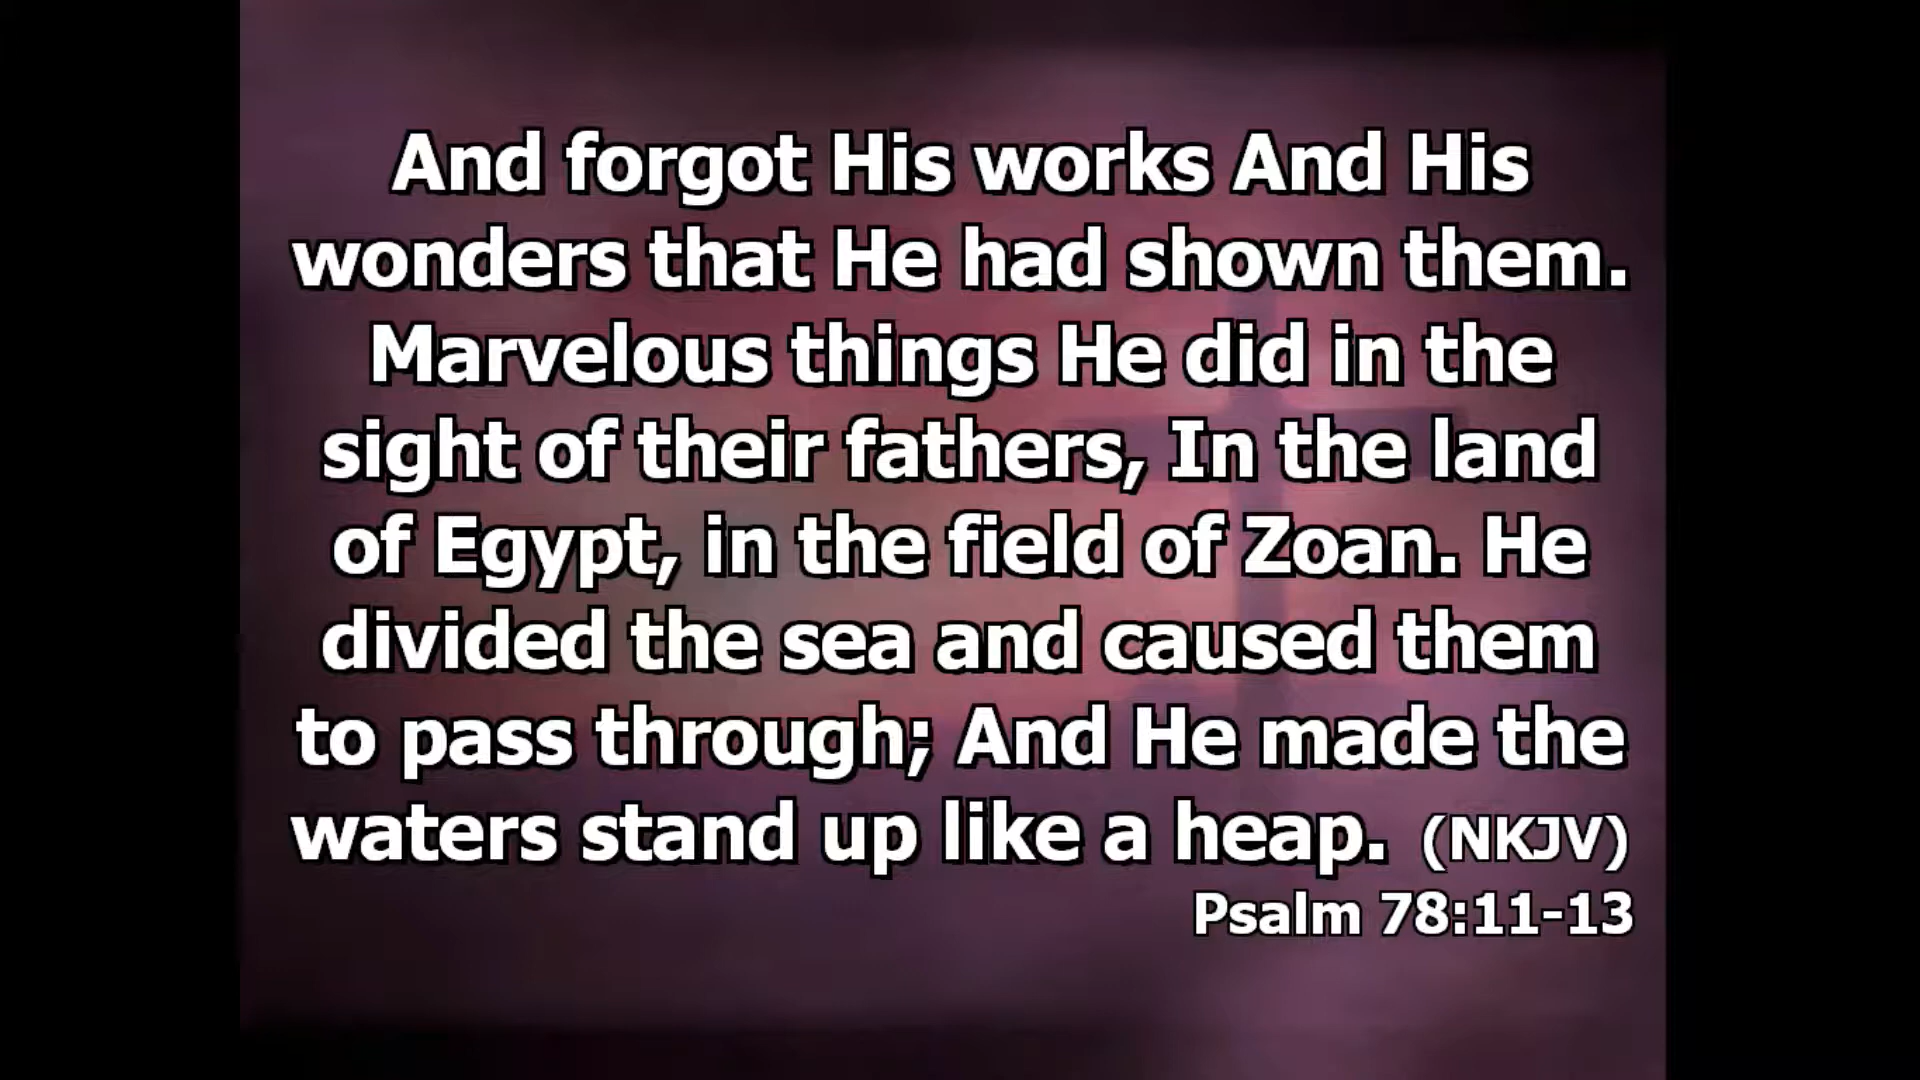 And forgot His works And His
wonders that He had shown them.
Marvelous things He did in the
sight of their fathers, In the land
of Egypt, in the field of Zoan. He
divided the sea and caused them
to pass through; And He made the
waters stand up like a heap. (NKJV)
Psalm 78:11-13